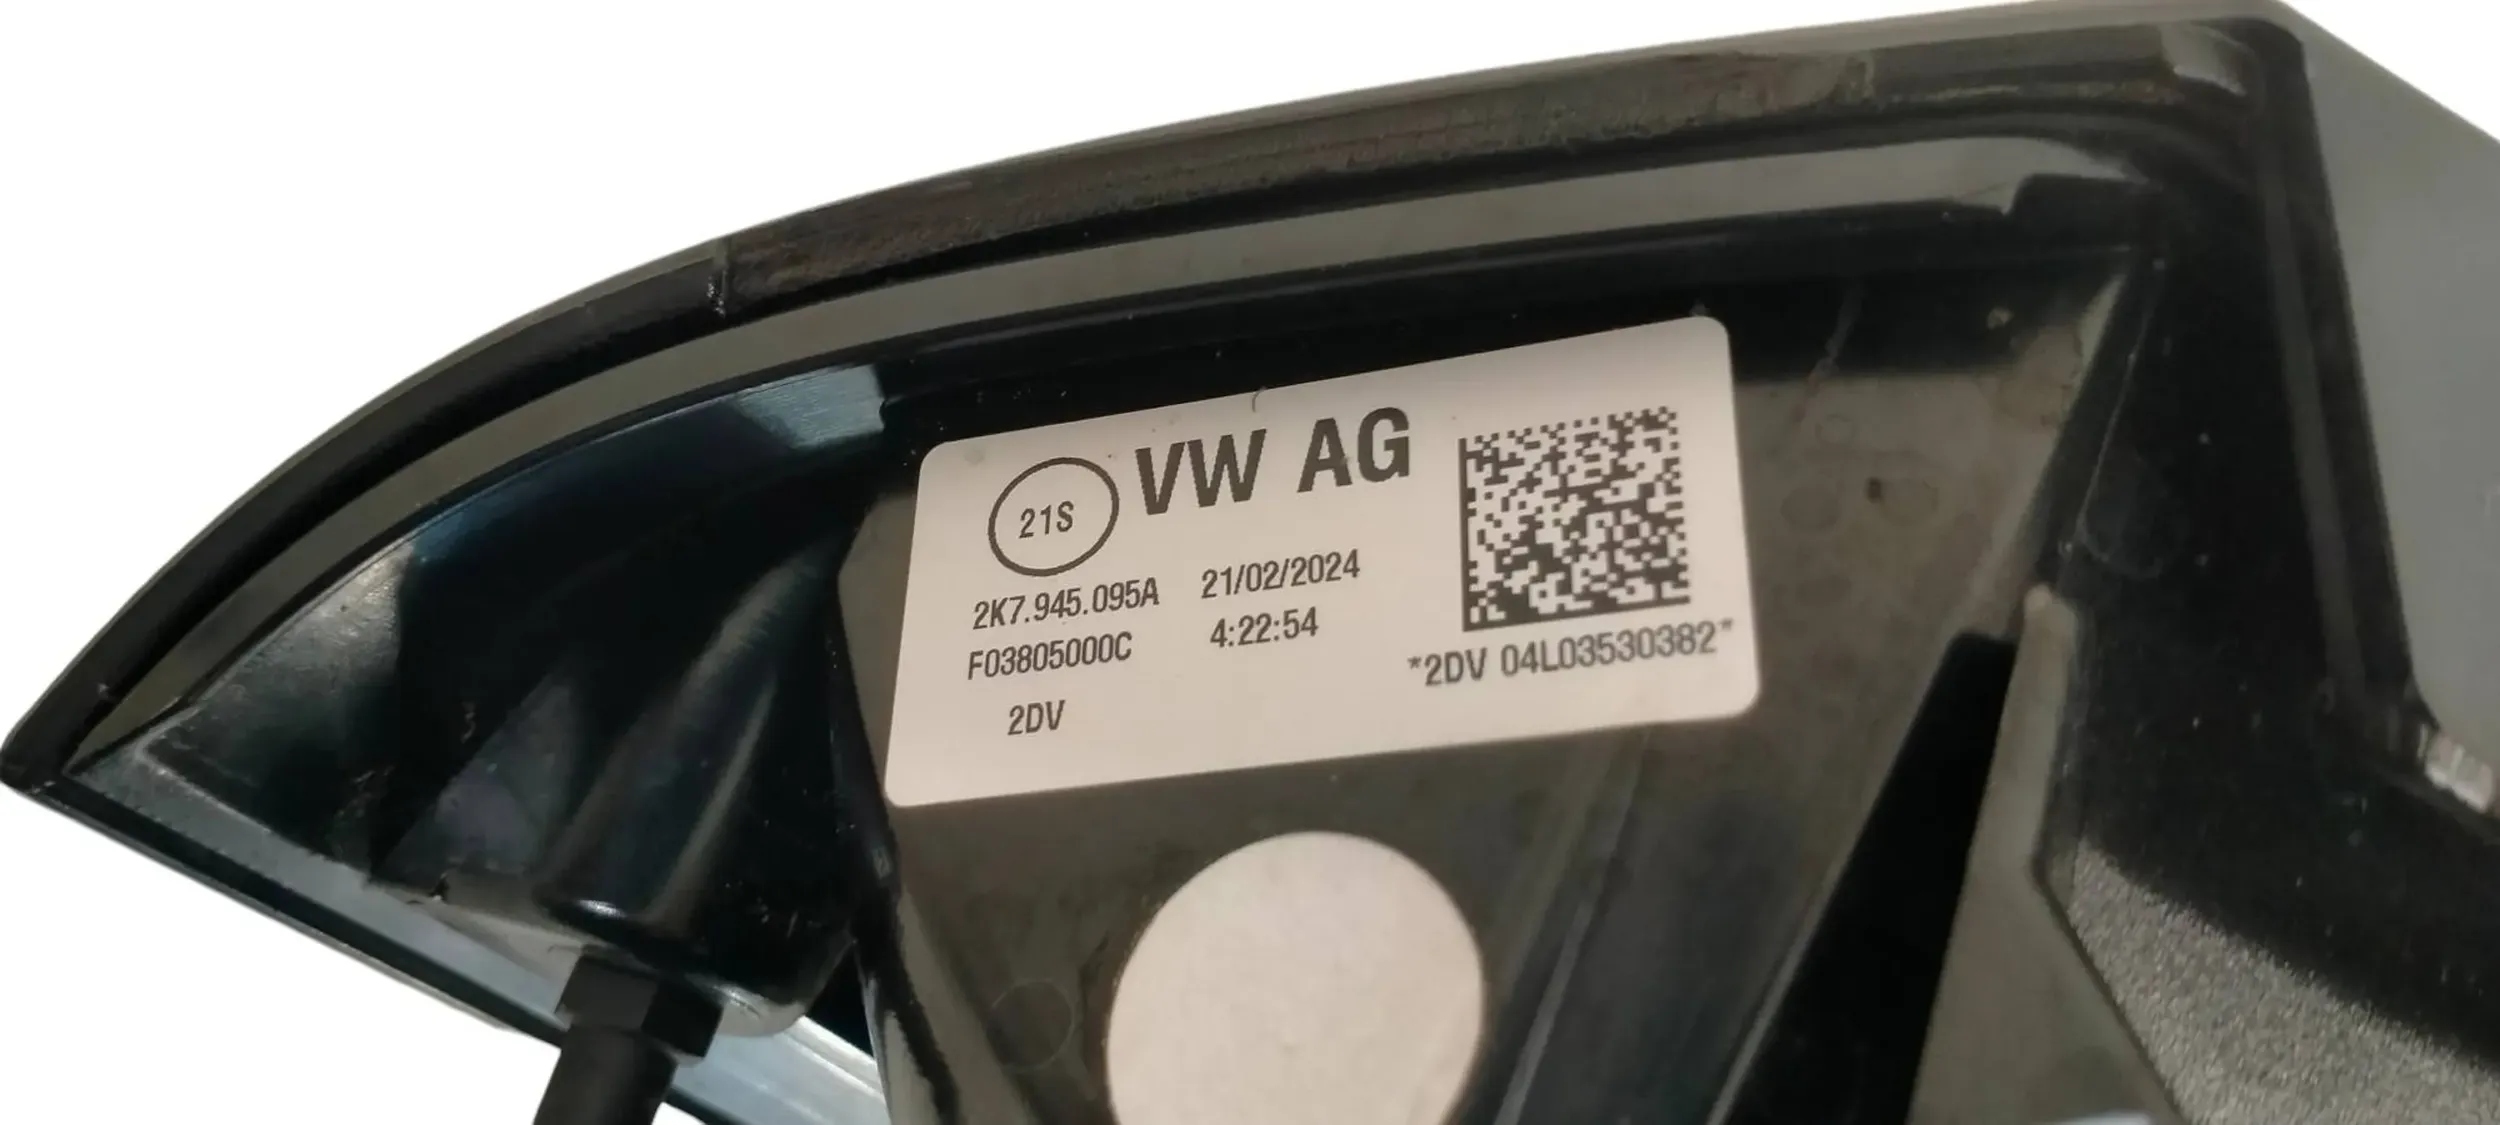 21S VW AG
2K7.945.095A 21/02/2024
F03805000C 4:22:54
2DV
*2DV 04L03530382*